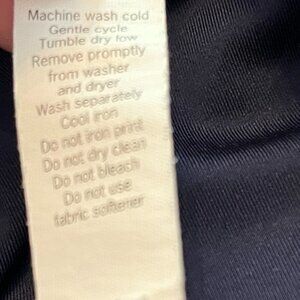 Machine wash cold
Gentle cycle
Tumble dry low
Remove promptly
from washer
and dryer
Wash separately
Cool iron
Do not iron print
Do not dry clean
Do not bleach
Do not use
fabric softener